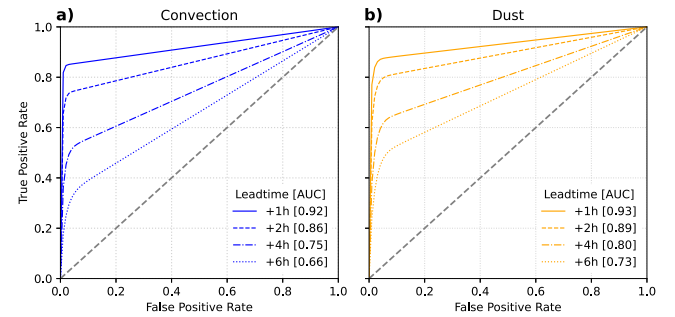 a) Convection
b) Dust
True Positive Rate
1.0
0.8
0.6
0.4
0.2
0.0
Leadtime [AUC]
+1h [0.92]
+2h [0.86]
+4h [0.75]
+6h [0.66]
0.0 0.2 0.4 0.6 0.8 1.0
False Positive Rate
Leadtime [AUC]
+1h [0.93]
+2h [0.89]
+4h [0.80]
+6h [0.73]
0.0 0.2 0.4 0.6 0.8 1.0
False Positive Rate